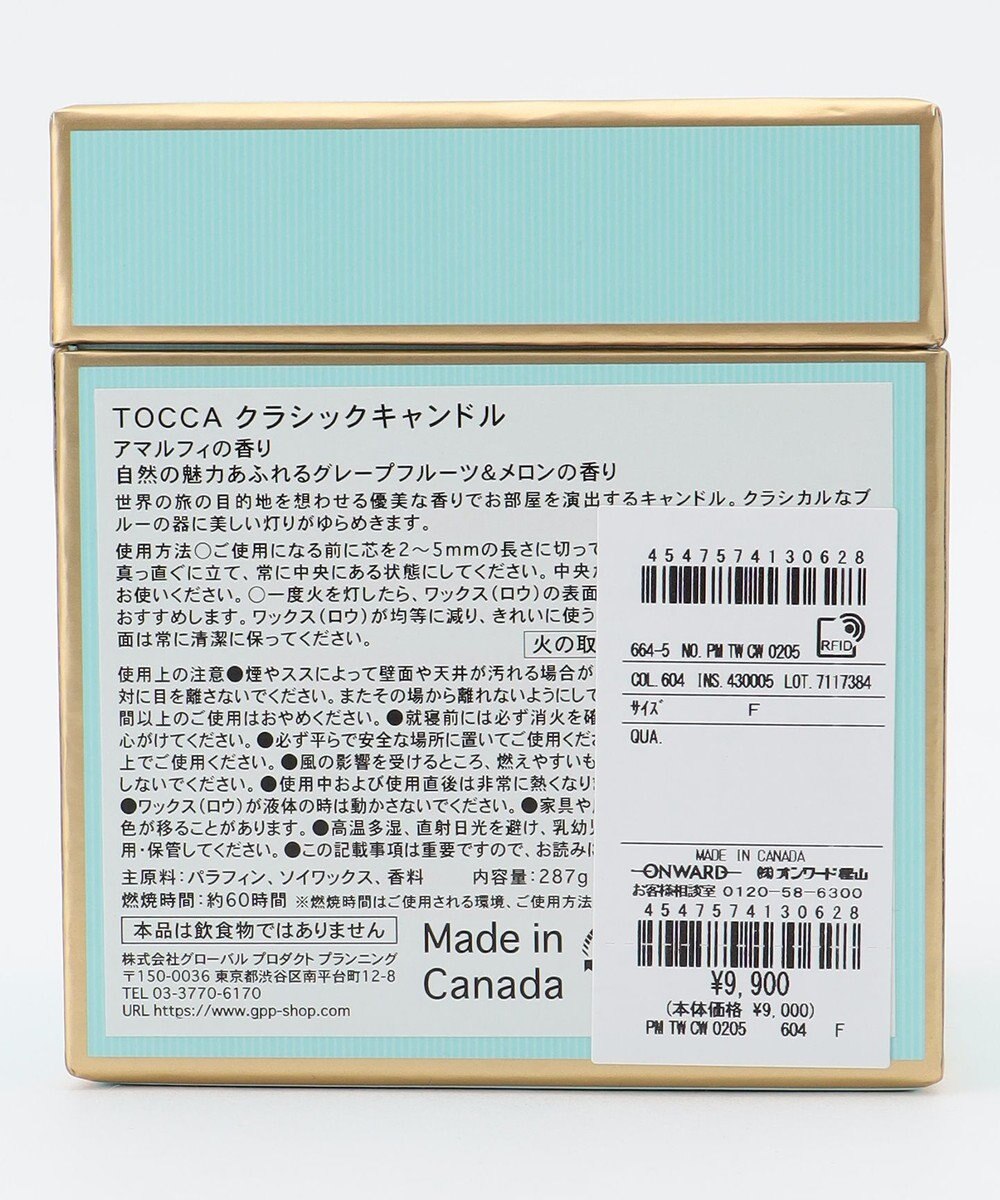 TOCCA クラシックキャンドル
アマルフィの香り
自然の魅力あふれるグレープフルーツ&メロンの香り
世界の旅の目的地を想わせる優美な香りでお部屋を演出するキャンドル。クラシカルなブ
ルーの器に美しい灯りがゆらめきます。
使用方法○ご使用になる前に芯を2～5mmの長さに切って
真っ直ぐに立て、常に中央にある状態にしてください。中央
お使いください。○一度火を灯したら、ワックス(ロウ)の表面
おすすめします。ワックス(ロウ)が均等に減り、きれいに使う
面は常に清潔に保ってください。
火の取
使用上の注意●煙やススによって壁面や天井が汚れる場合が
対に目を離さないでください。またその場から離れないようにして
間以上のご使用はおやめください。●就寝前には必ず消火を確
心がけてください。●必ず平らで安全な場所に置いてご使用くだ
上でご使用ください。●風の影響を受けるところ、燃えやすいも
しないでください。●使用中および使用直後は非常に熱くなり
●ワックス(ロウ)が液体の時は動かさないでください。●家具や
色が移ることがあります。●高温多湿、直射日光を避け、乳幼
用・保管してください。●この記載事項は重要ですので、お読みに
主原料:パラフィン、ソイワックス、香料 内容量:287g
燃焼時間:約60時間 ※燃焼時間はご使用される環境、ご使用方法
本品は飲食物ではありません
株式会社グローバル プロダクト プランニング
〒150-0036 東京都渋谷区南平台町12-8
TEL 03-3770-6170
URL https://www.gpp-shop.com
Made in
Canada
4547574130628
RFID
664-5 NO. PM TW CW 0205
COL. 604 INS. 430005 LOT. 7117384
サイズ F
QUA.
MADE IN CANADA
ONWARD ㈱オンワード樫山
お客様相談室 0120-58-6300
4547574130628
¥9,900
(本体価格 ¥9,000)
PM TW CW 0205 604 F